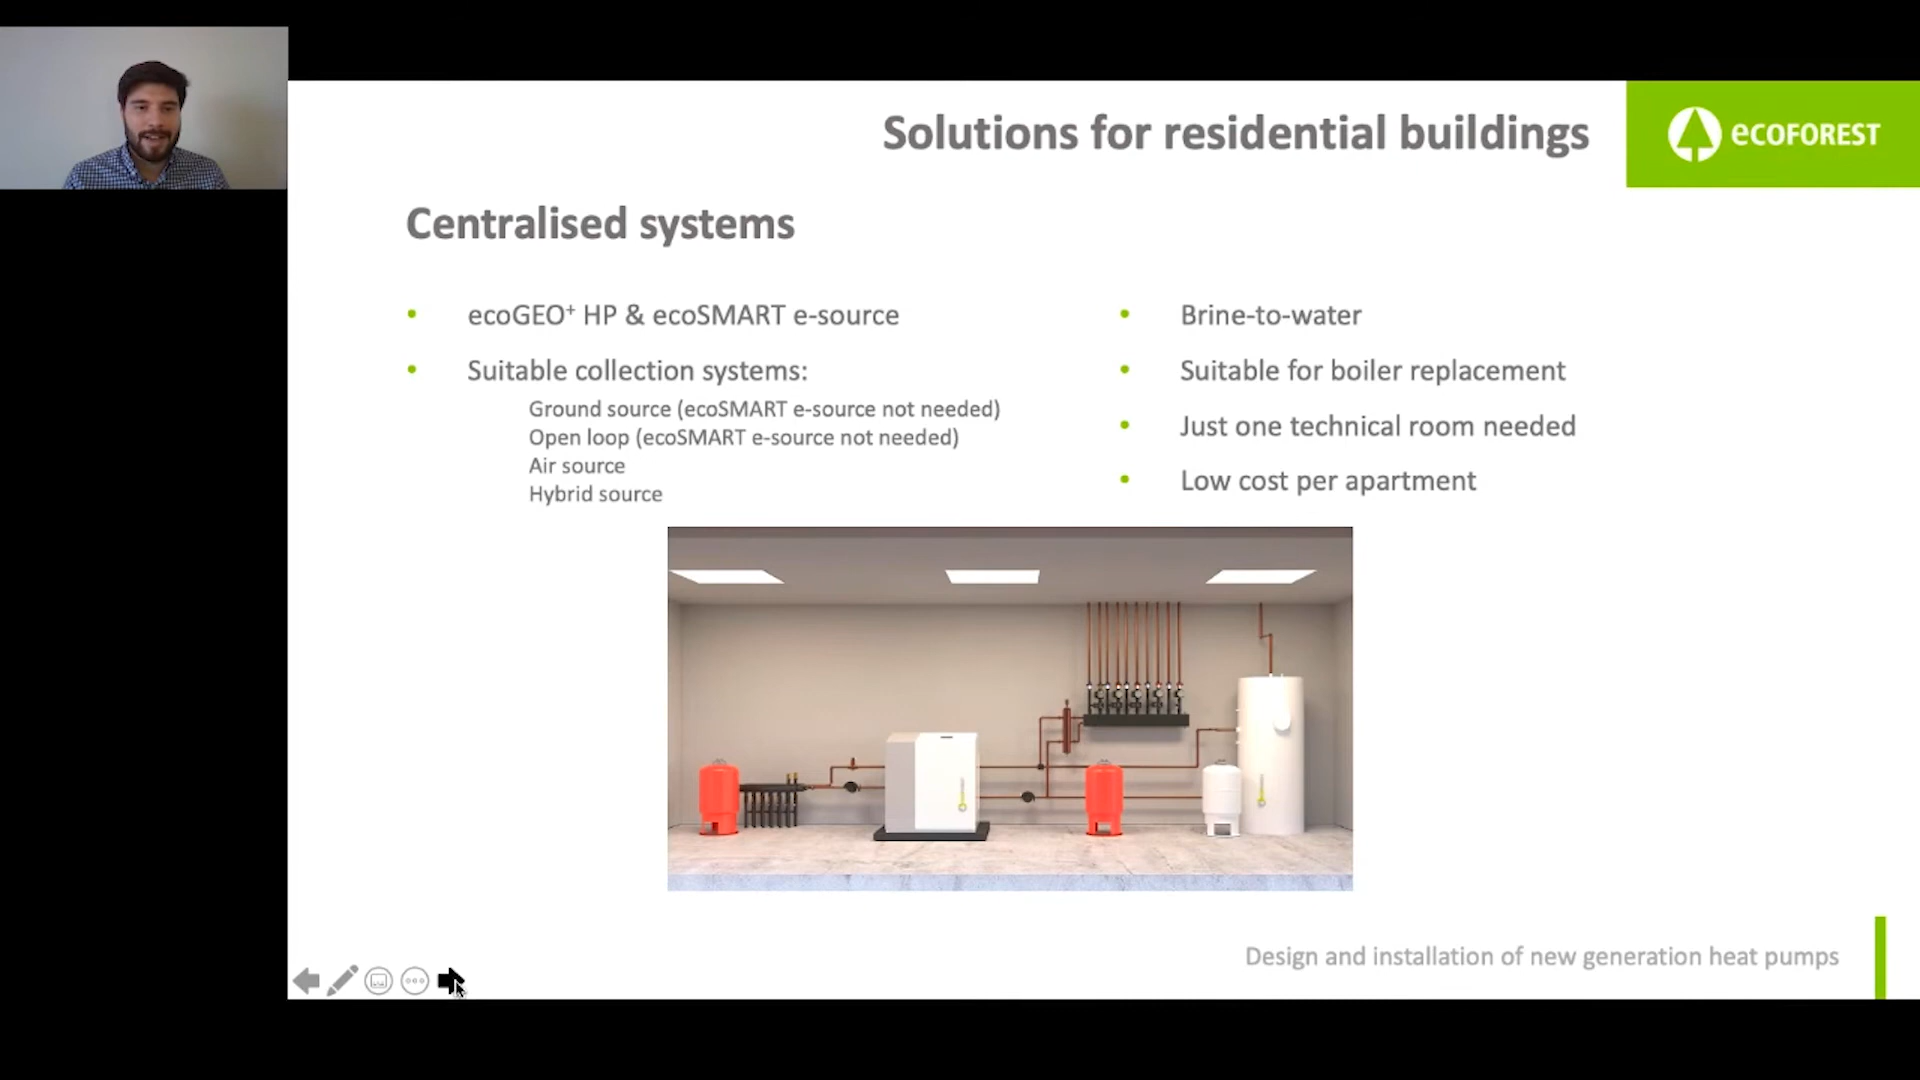 Solutions for residential buildings
ecoFOREST
Centralised systems
• ecoGEO⁺ HP & ecoSMART e-source
• Suitable collection systems:
Ground source (ecoSMART e-source not needed)
Open loop (ecoSMART e-source not needed)
Air source
Hybrid source
• Brine-to-water
• Suitable for boiler replacement
• Just one technical room needed
• Low cost per apartment
Design and installation of new generation heat pumps